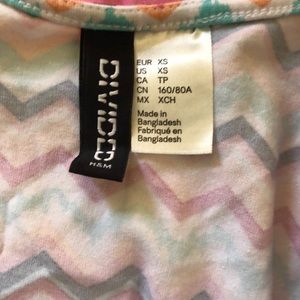 DIVIDED
H&M
EUR XS
US XS
CA TP
CN 160/80A
MX XCH
Made in
Bangladesh
Fabriqué en
Bangladesh